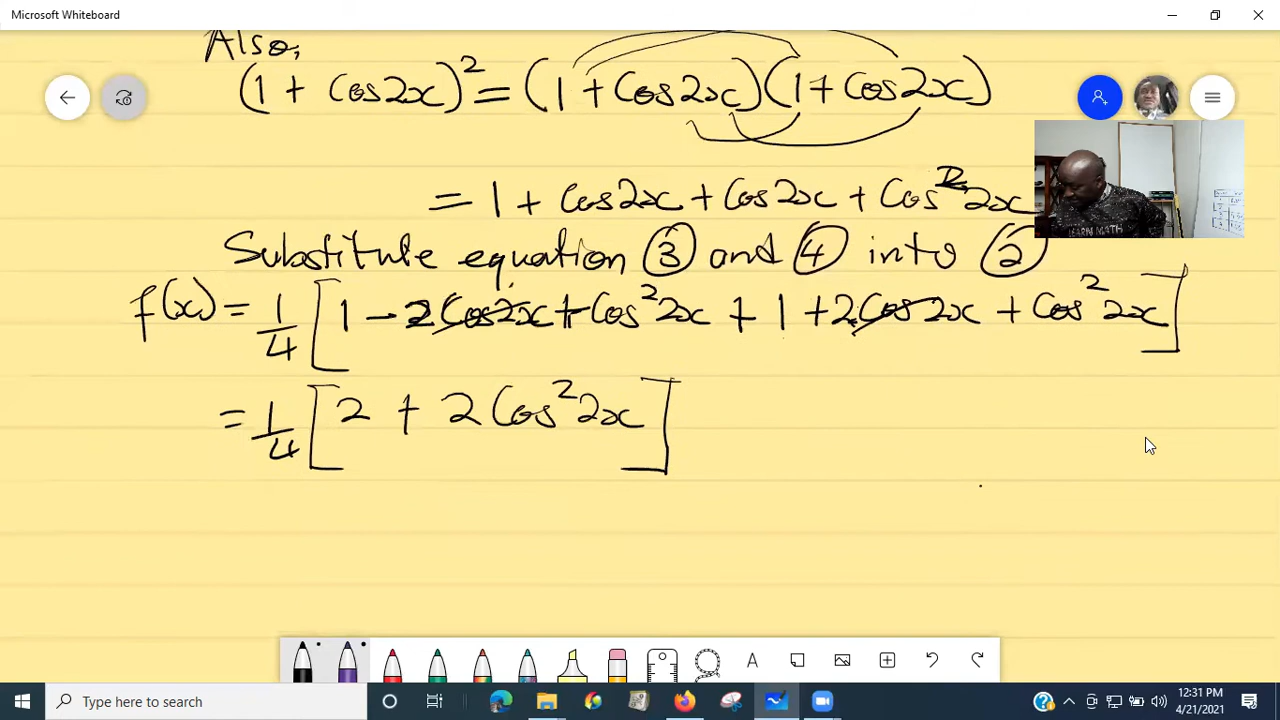 Microsoft Whiteboard
Also,
(1 + Cos2x)² = (1 + Cos2x)(1 + Cos2x)
= 1 + Cos2x + Cos2x + Cos²2x
Substitute equation ③ and ④ into ②
f(x) = 1/4 [1 - 2Cos2x + Cos²2x + 1 + 2Cos2x + Cos²2x]
= 1/4 [2 + 2Cos²2x]
LEARN MATH
Type here to search
12:31 PM
4/21/2021